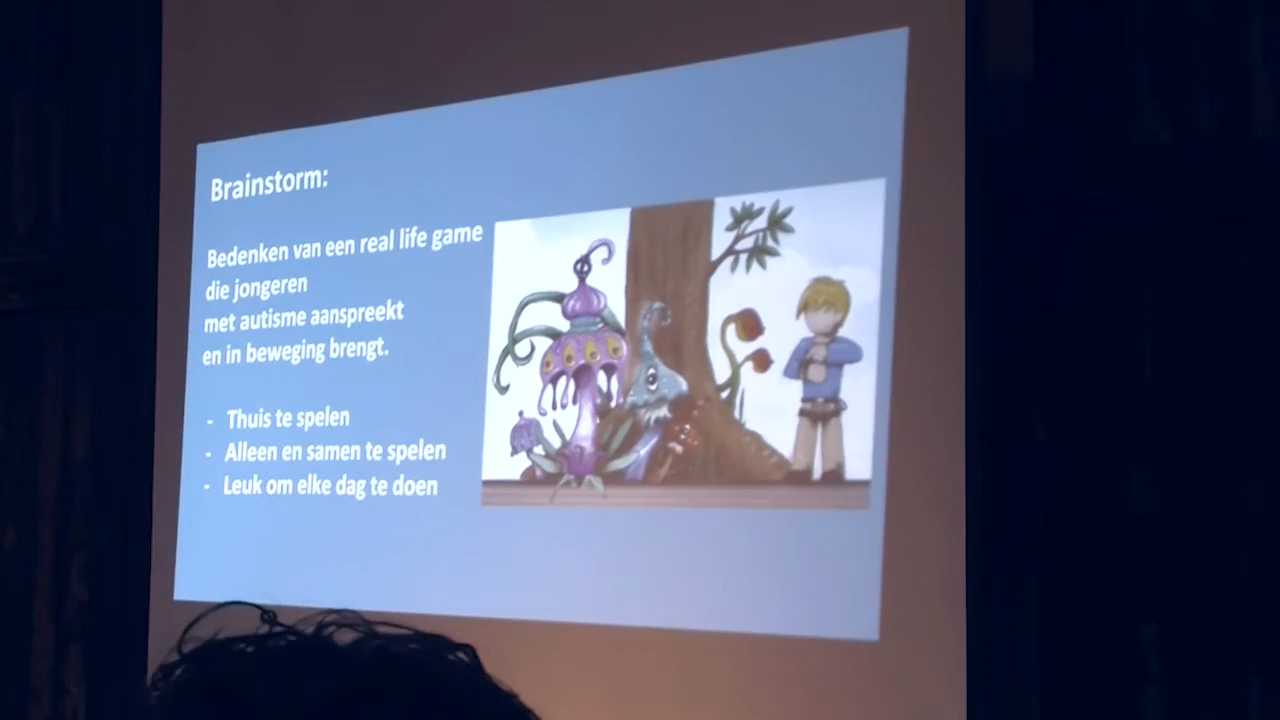 Brainstorm:
Bedenken van een real life game
die jongeren
met autisme aanspreekt
en in beweging brengt.
- Thuis te spelen
- Alleen en samen te spelen
- Leuk om elke dag te doen